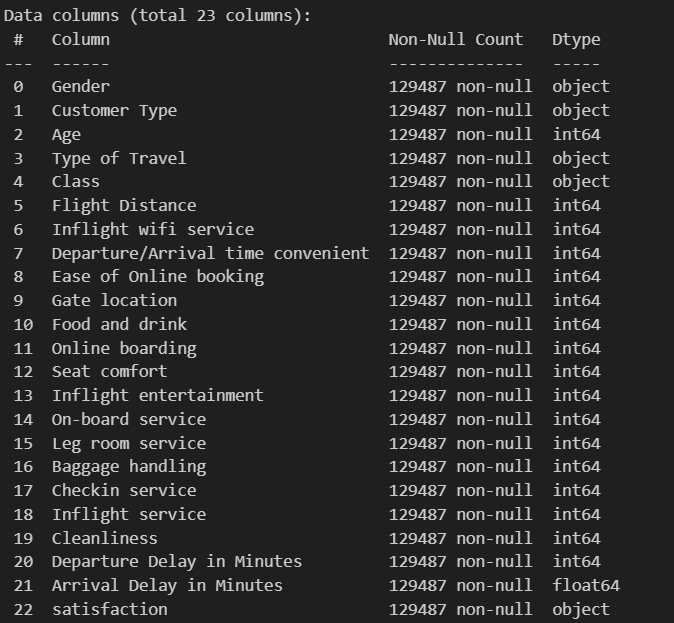 Data columns (total 23 columns):
 #   Column                             Non-Null Count   Dtype
---  ------                             --------------   -----
 0   Gender                             129487 non-null  object
 1   Customer Type                      129487 non-null  object
 2   Age                                129487 non-null  int64
 3   Type of Travel                     129487 non-null  object
 4   Class                              129487 non-null  object
 5   Flight Distance                    129487 non-null  int64
 6   Inflight wifi service              129487 non-null  int64
 7   Departure/Arrival time convenient  129487 non-null  int64
 8   Ease of Online booking             129487 non-null  int64
 9   Gate location                      129487 non-null  int64
 10  Food and drink                     129487 non-null  int64
 11  Online boarding                    129487 non-null  int64
 12  Seat comfort                       129487 non-null  int64
 13  Inflight entertainment             129487 non-null  int64
 14  On-board service                   129487 non-null  int64
 15  Leg room service                   129487 non-null  int64
 16  Baggage handling                   129487 non-null  int64
 17  Checkin service                    129487 non-null  int64
 18  Inflight service                   129487 non-null  int64
 19  Cleanliness                        129487 non-null  int64
 20  Departure Delay in Minutes         129487 non-null  int64
 21  Arrival Delay in Minutes           129487 non-null  float64
 22  satisfaction                       129487 non-null  object